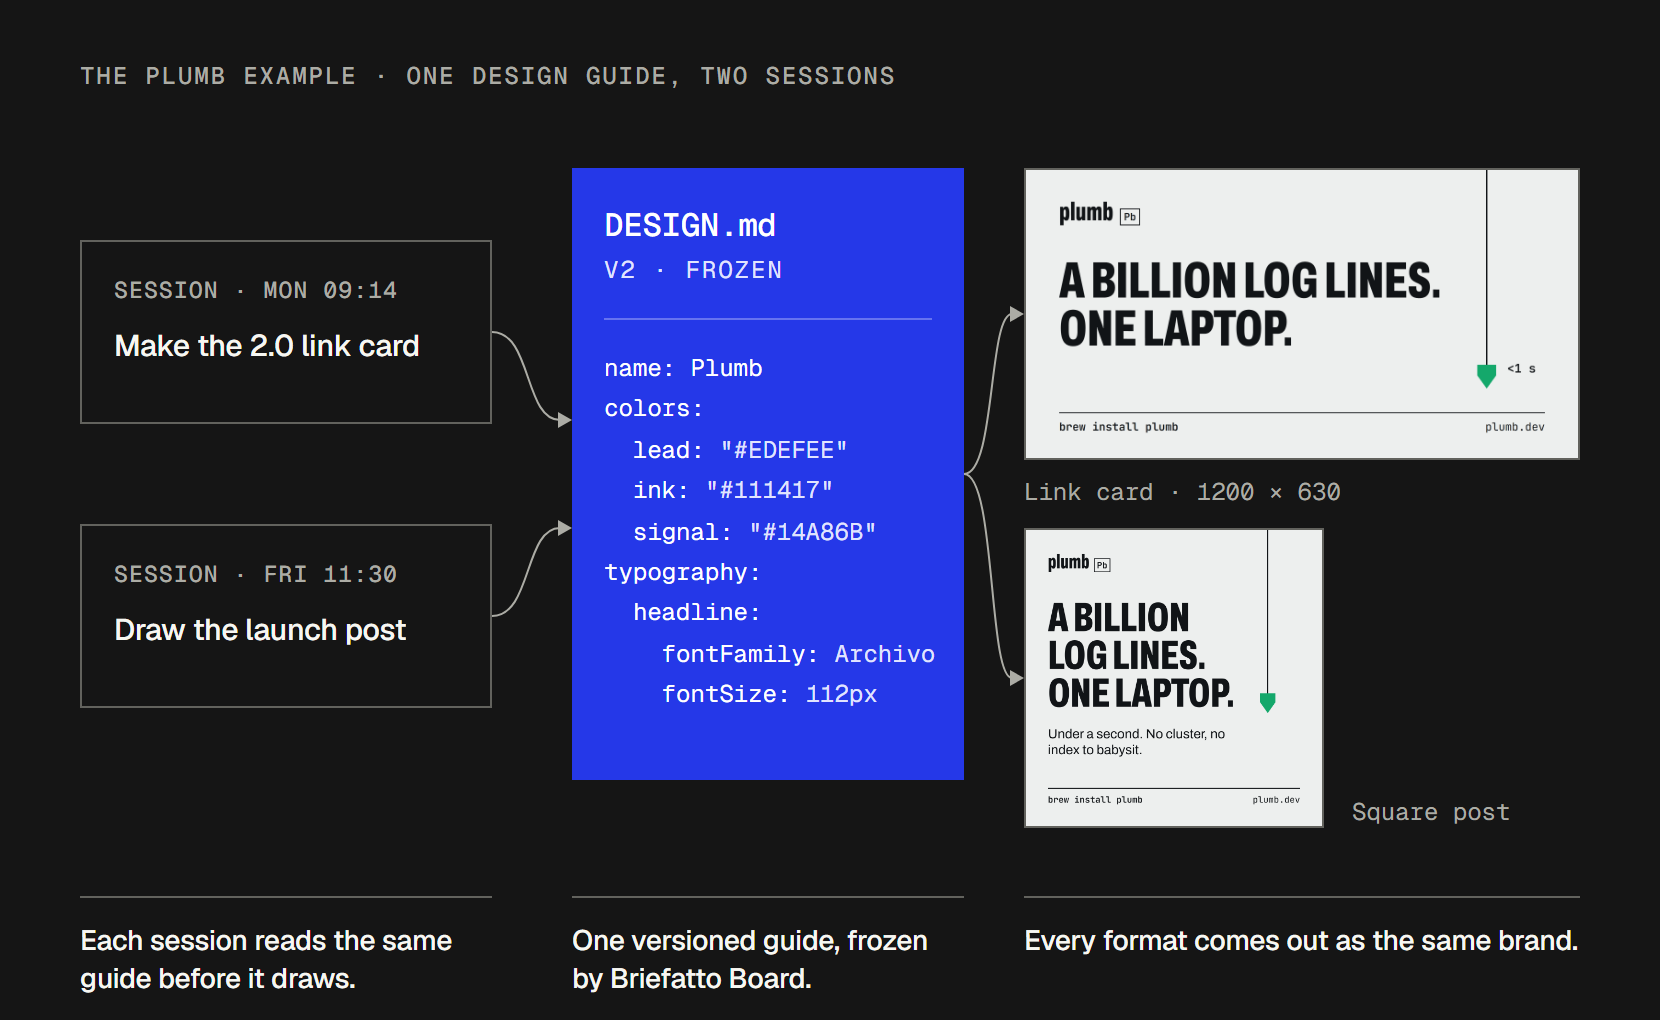 THE PLUMB EXAMPLE · ONE DESIGN GUIDE, TWO SESSIONS
SESSION · MON 09:14
Make the 2.0 link card
SESSION · FRI 11:30
Draw the launch post
DESIGN.md
V2 · FROZEN
name: Plumb
colors:
lead: "#EDEFEE"
ink: "#111417"
signal: "#14A86B"
typography:
headline:
fontFamily: Archivo
fontSize: 112px
plumb Pb
A BILLION LOG LINES.
ONE LAPTOP.
<1 s
brew install plumb plumb.dev
Link card · 1200 × 630
plumb Pb
A BILLION
LOG LINES.
ONE LAPTOP.
Under a second. No cluster, no
index to babysit.
brew install plumb plumb.dev
Square post
Each session reads the same
guide before it draws.
One versioned guide, frozen
by Briefatto Board.
Every format comes out as the same brand.